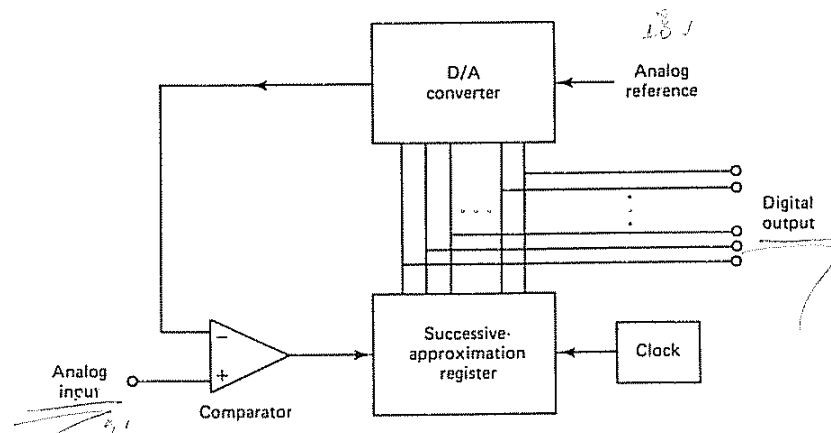 D/A
converter
Analog
reference
Digital
output
Successive-
approximation
register
Clock
Analog
input
Comparator
−
+